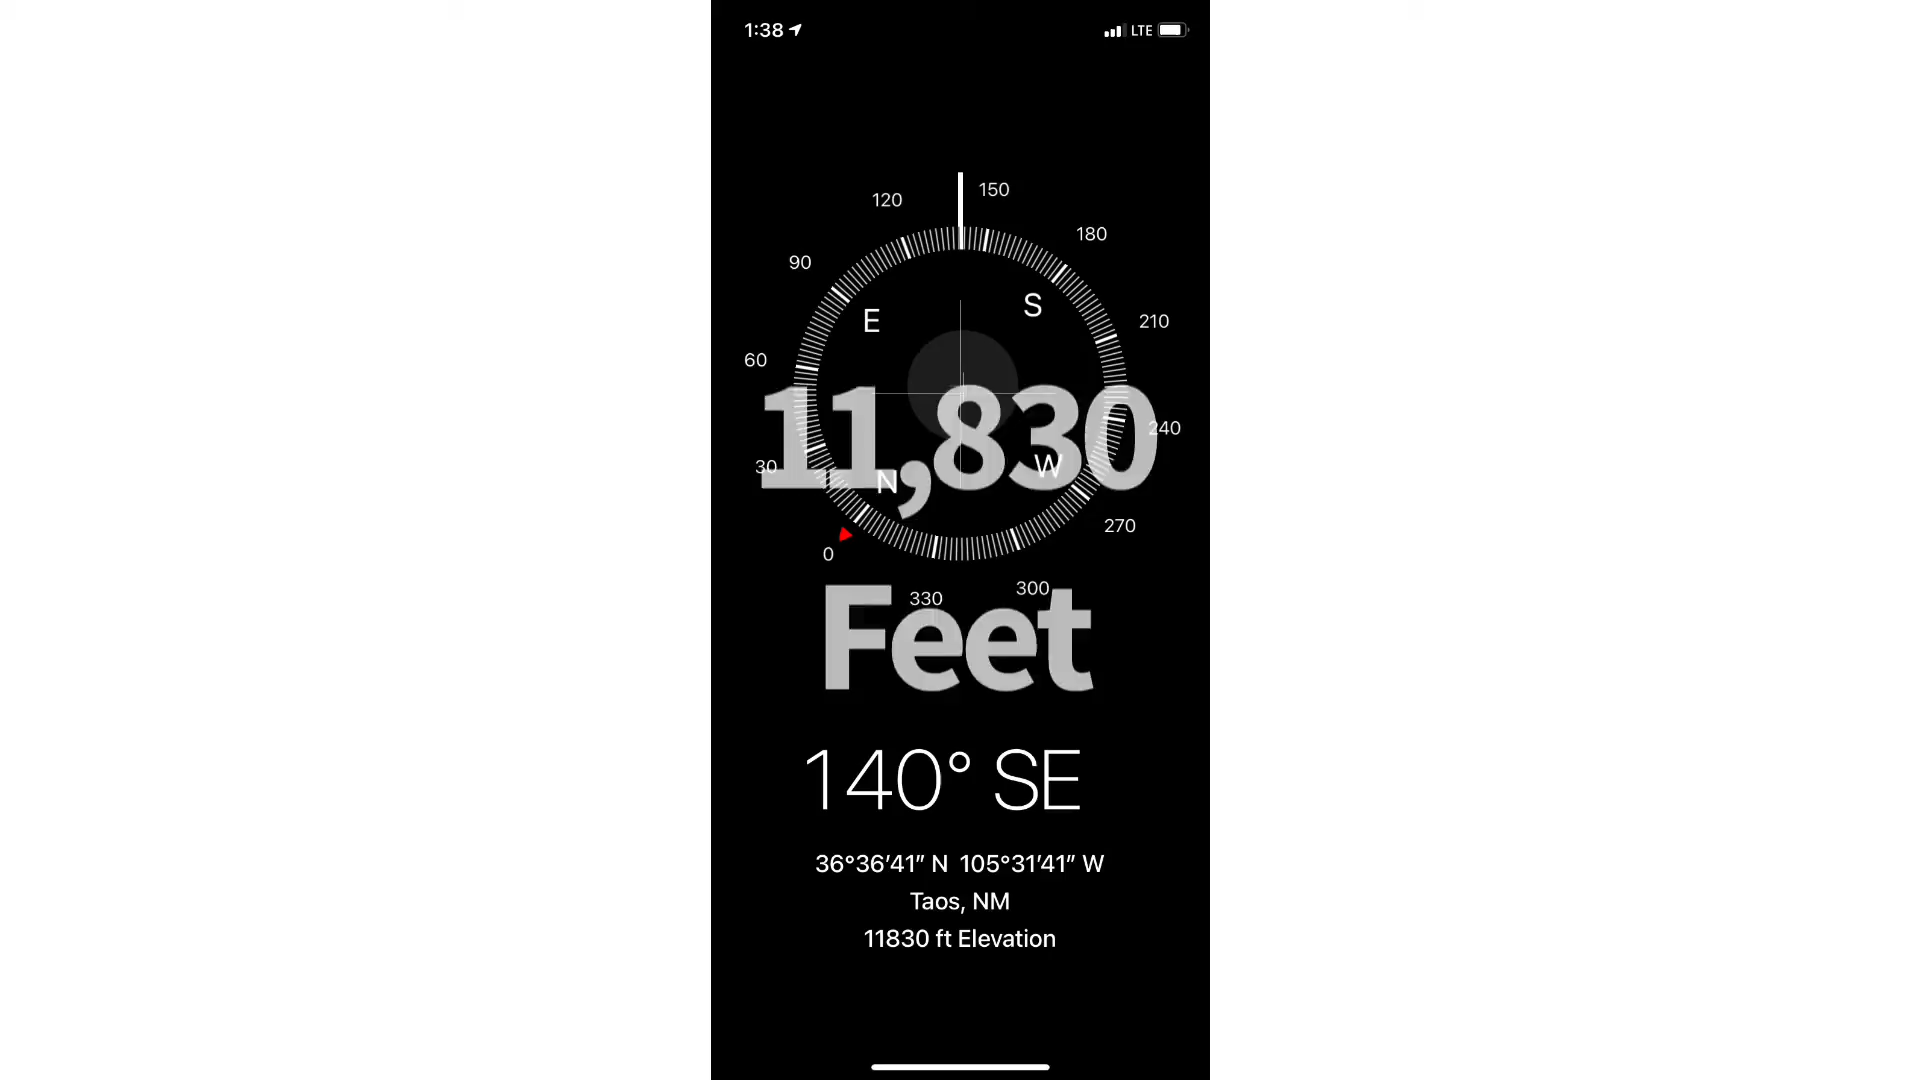 1:38 LTE
120 150
180
90
S
E
210
60
11,830
240
30
N W
270
0
300
330
Feet
140° SE
36°36′41″ N 105°31′41″ W
Taos, NM
11830 ft Elevation